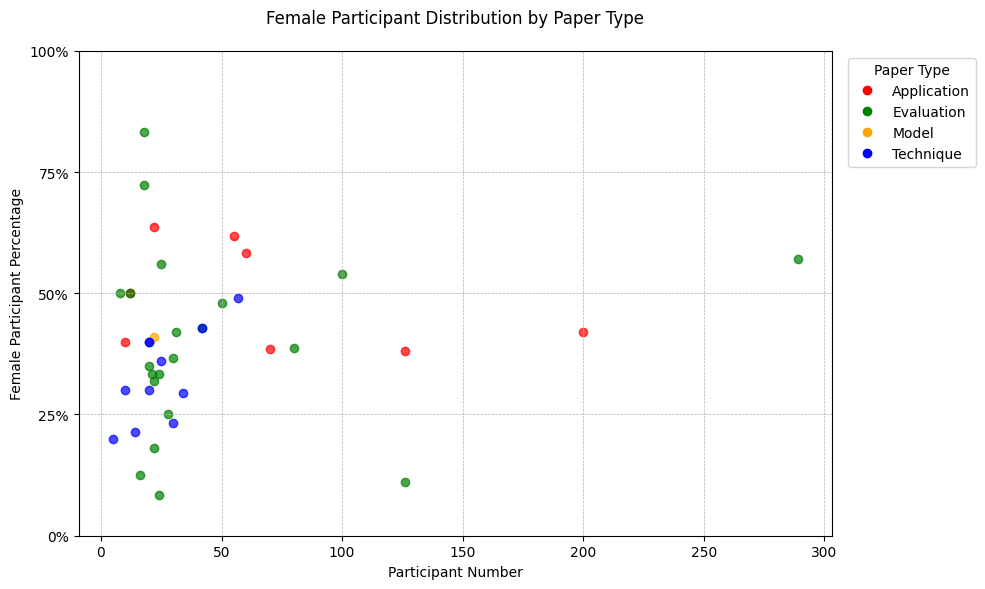 Female Participant Distribution by Paper Type
Female Participant Percentage
100%
75%
50%
25%
0%
0
50
100
150
200
250
300
Participant Number
Paper Type
Application
Evaluation
Model
Technique